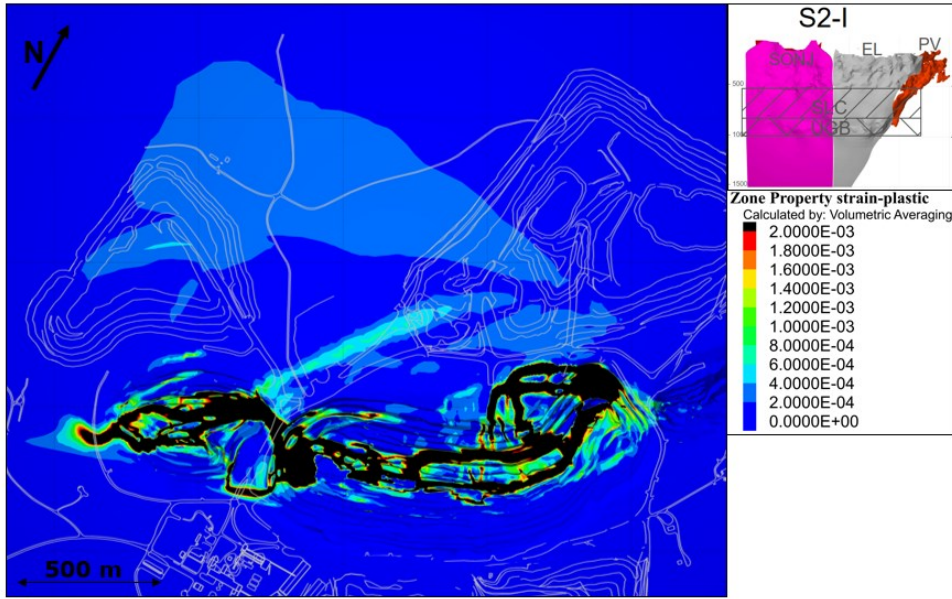 N
500 m
S2-I
SONJ
EL
PV
- 500
SLC
NGB
- 1000
- 1500
Zone Property strain-plastic
Calculated by: Volumetric Averaging
2.0000E-03
1.8000E-03
1.6000E-03
1.4000E-03
1.2000E-03
1.0000E-03
8.0000E-04
6.0000E-04
4.0000E-04
2.0000E-04
0.0000E+00